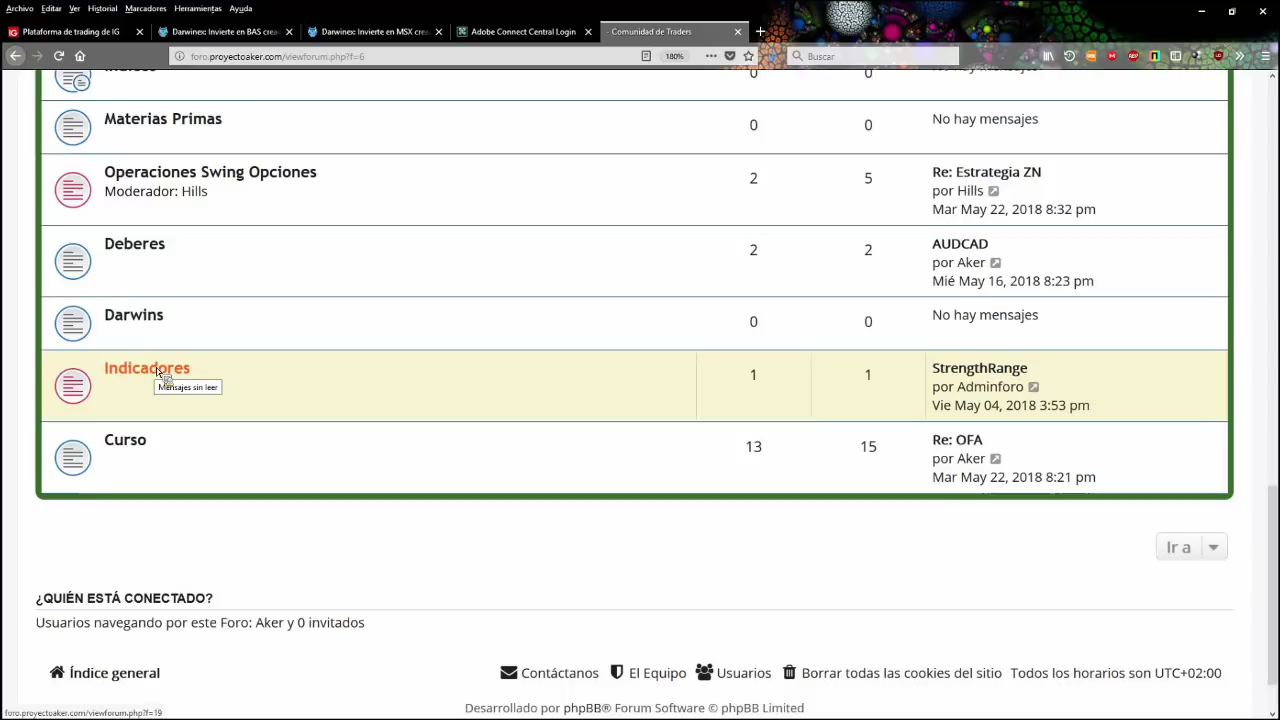 Archivo Editar Ver Historial Marcadores Herramientas Ayuda
Plataforma de trading de IG
Darwinex: Invierte en BAS crea
Darwinex: Invierte en MSX crea
Adobe Connect Central Login
- Comunidad de Traders
foro.proyectoaker.com/viewforum.php?f=6
180%
Buscar
0 0
Materias Primas 0 0 No hay mensajes
Operaciones Swing Opciones 2 5 Re: Estrategia ZN
Moderador: Hills
por Hills
Mar May 22, 2018 8:32 pm
Deberes 2 2 AUDCAD
por Aker
Mié May 16, 2018 8:23 pm
Darwins 0 0 No hay mensajes
Indicadores 1 1 StrengthRange
Mensajes sin leer
por Adminforo
Vie May 04, 2018 3:53 pm
Curso 13 15 Re: OFA
por Aker
Mar May 22, 2018 8:21 pm
Ir a
¿QUIÉN ESTÁ CONECTADO?
Usuarios navegando por este Foro: Aker y 0 invitados
Índice general Contáctanos El Equipo Usuarios Borrar todas las cookies del sitio Todos los horarios son UTC+02:00
Desarrollado por phpBB® Forum Software © phpBB Limited
foro.proyectoaker.com/viewforum.php?f=19